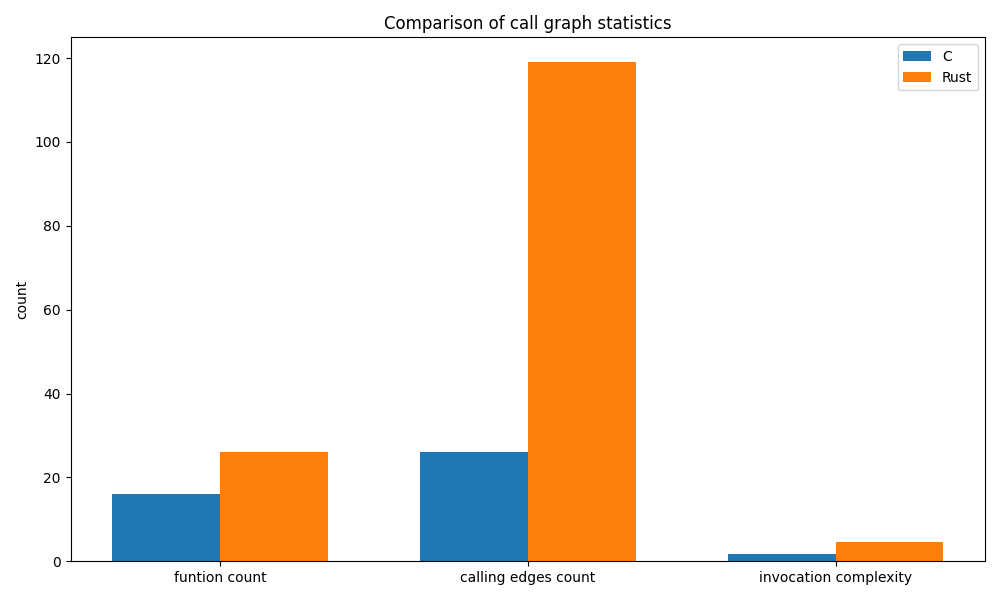 Comparison of call graph statistics
C
Rust
120
100
80
60
40
20
0
count
funtion count
calling edges count
invocation complexity